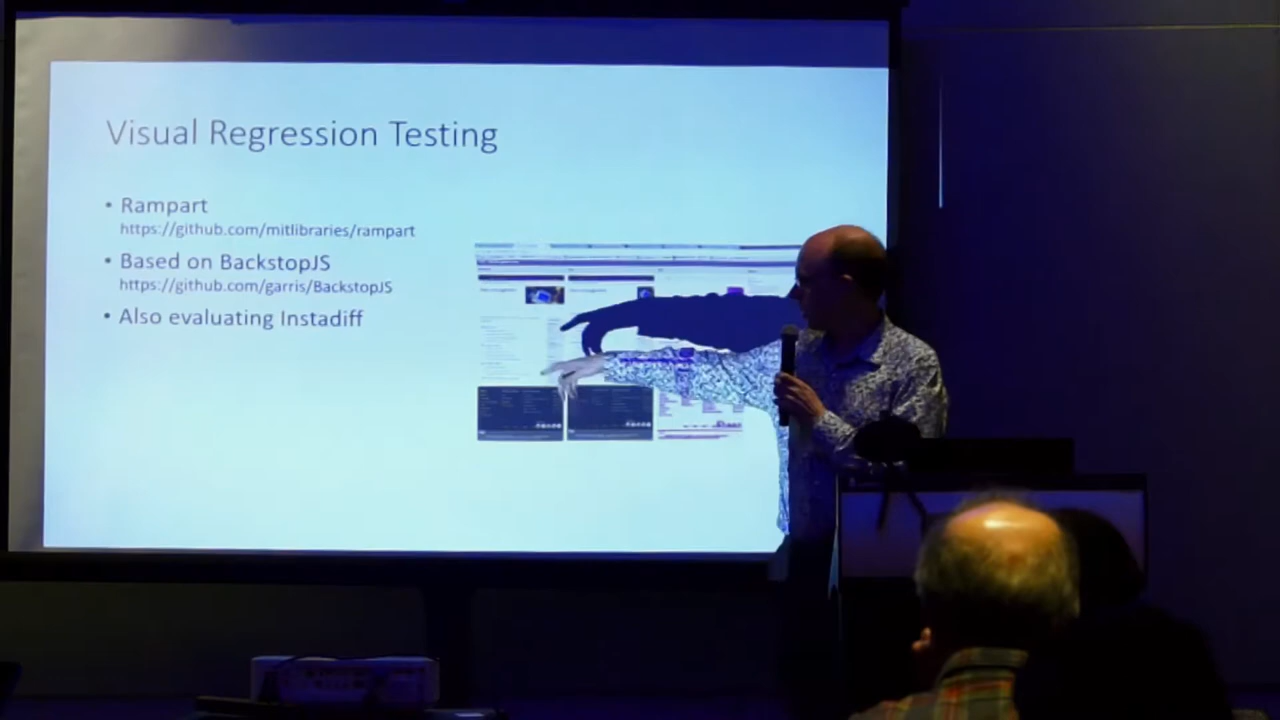 Visual Regression Testing
• Rampart
https://github.com/mitlibraries/rampart
• Based on BackstopJS
https://github.com/garris/BackstopJS
• Also evaluating Instadiff